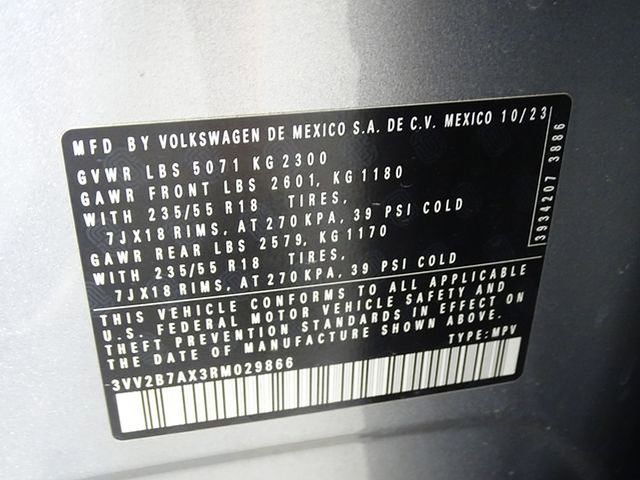 MFD BY VOLKSWAGEN DE MEXICO S.A. DE C.V. MEXICO 10/23
GVWR LBS 5071 KG 2300
GAWR FRONT LBS 2601, KG 1180
WITH 235/55 R18 TIRES,
7JX18 RIMS, AT 270 KPA, 39 PSI COLD
GAWR REAR LBS 2579, KG 1170
WITH 235/55 R18 TIRES,
7JX18 RIMS, AT 270 KPA, 39 PSI COLD
3934207 3886
THIS VEHICLE CONFORMS TO ALL APPLICABLE
U.S. FEDERAL MOTOR VEHICLE SAFETY AND
THEFT PREVENTION STANDARDS IN EFFECT ON
THE DATE OF MANUFACTURE SHOWN ABOVE.
TYPE: MPV
3VV2B7AX3RM029866